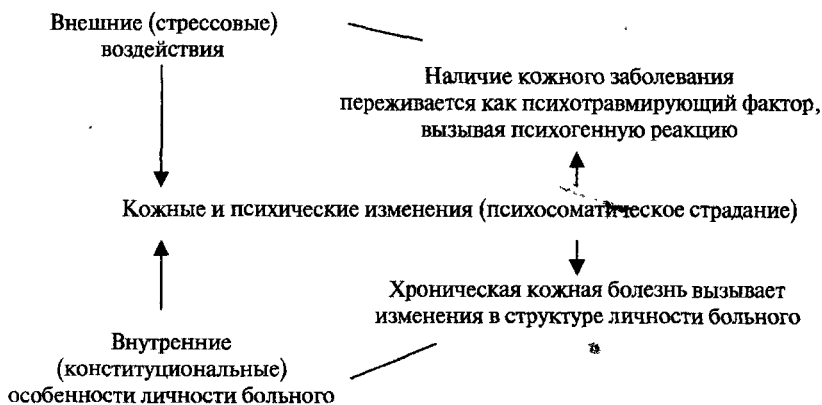 Внешние (стрессовые)
воздействия
Наличие кожного заболевания
переживается как психотравмирующий фактор,
вызывая психогенную реакцию
Кожные и психические изменения (психосоматическое страдание)
Хроническая кожная болезнь вызывает
изменения в структуре личности больного
Внутренние
(конституциональные)
особенности личности больного